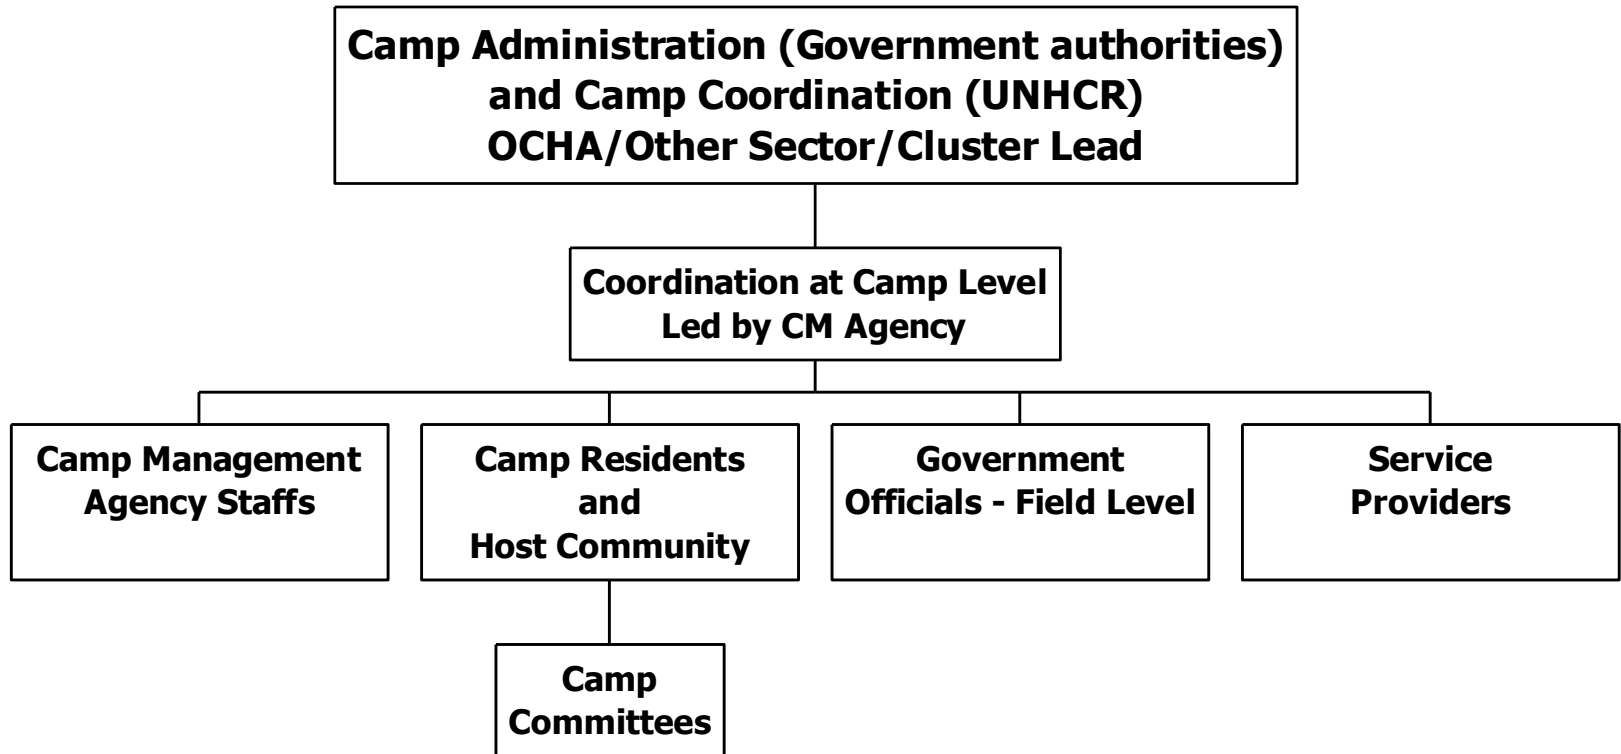 Camp Administration (Government authorities)
and Camp Coordination (UNHCR)
OCHA/Other Sector/Cluster Lead
Coordination at Camp Level
Led by CM Agency
Camp Management
Agency Staffs
Camp Residents
and
Host Community
Government
Officials - Field Level
Service
Providers
Camp
Committees